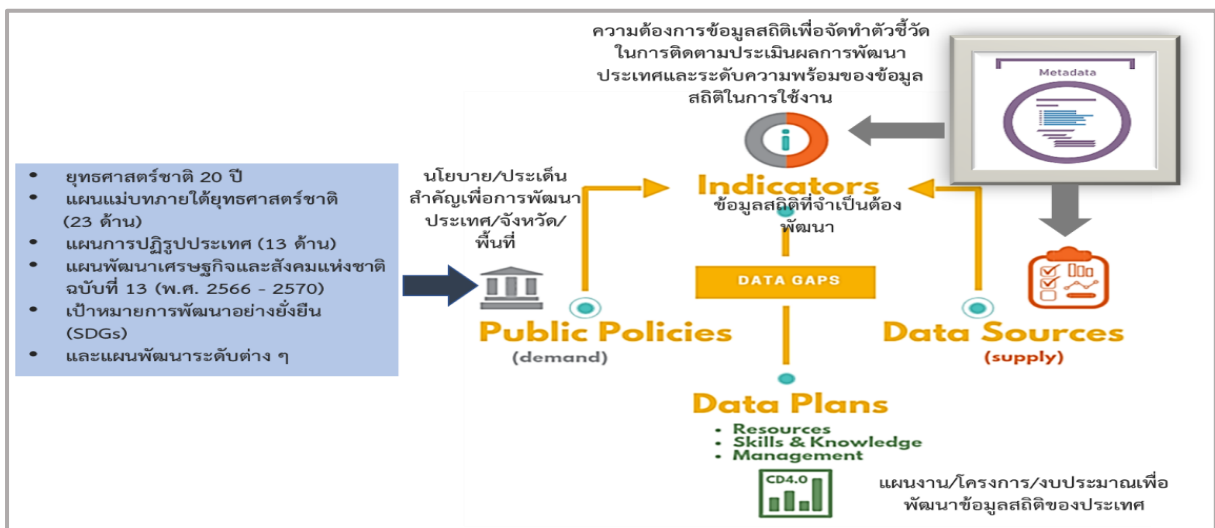 ความต้องการข้อมูลสถิติเพื่อจัดทำตัวชี้วัด
ในการติดตามประเมินผลการพัฒนา
ประเทศและระดับความพร้อมของข้อมูล
สถิติในการใช้งาน
Metadata
• ยุทธศาสตร์ชาติ 20 ปี
• แผนแม่บทภายใต้ยุทธศาสตร์ชาติ
(23 ด้าน)
• แผนการปฏิรูปประเทศ (13 ด้าน)
• แผนพัฒนาเศรษฐกิจและสังคมแห่งชาติ
ฉบับที่ 13 (พ.ศ. 2566 - 2570)
• เป้าหมายการพัฒนาอย่างยั่งยืน
(SDGs)
• และแผนพัฒนาระดับต่าง ๆ
นโยบาย/ประเด็น
สำคัญเพื่อการพัฒนา
ประเทศ/จังหวัด/
พื้นที่
Indicators
ข้อมูลสถิติที่จำเป็นต้อง
พัฒนา
DATA GAPS
Public Policies
(demand)
Data Sources
(supply)
Data Plans
• Resources
• Skills & Knowledge
• Management
CD4.0
แผนงาน/โครงการ/งบประมาณเพื่อ
พัฒนาข้อมูลสถิติของประเทศ